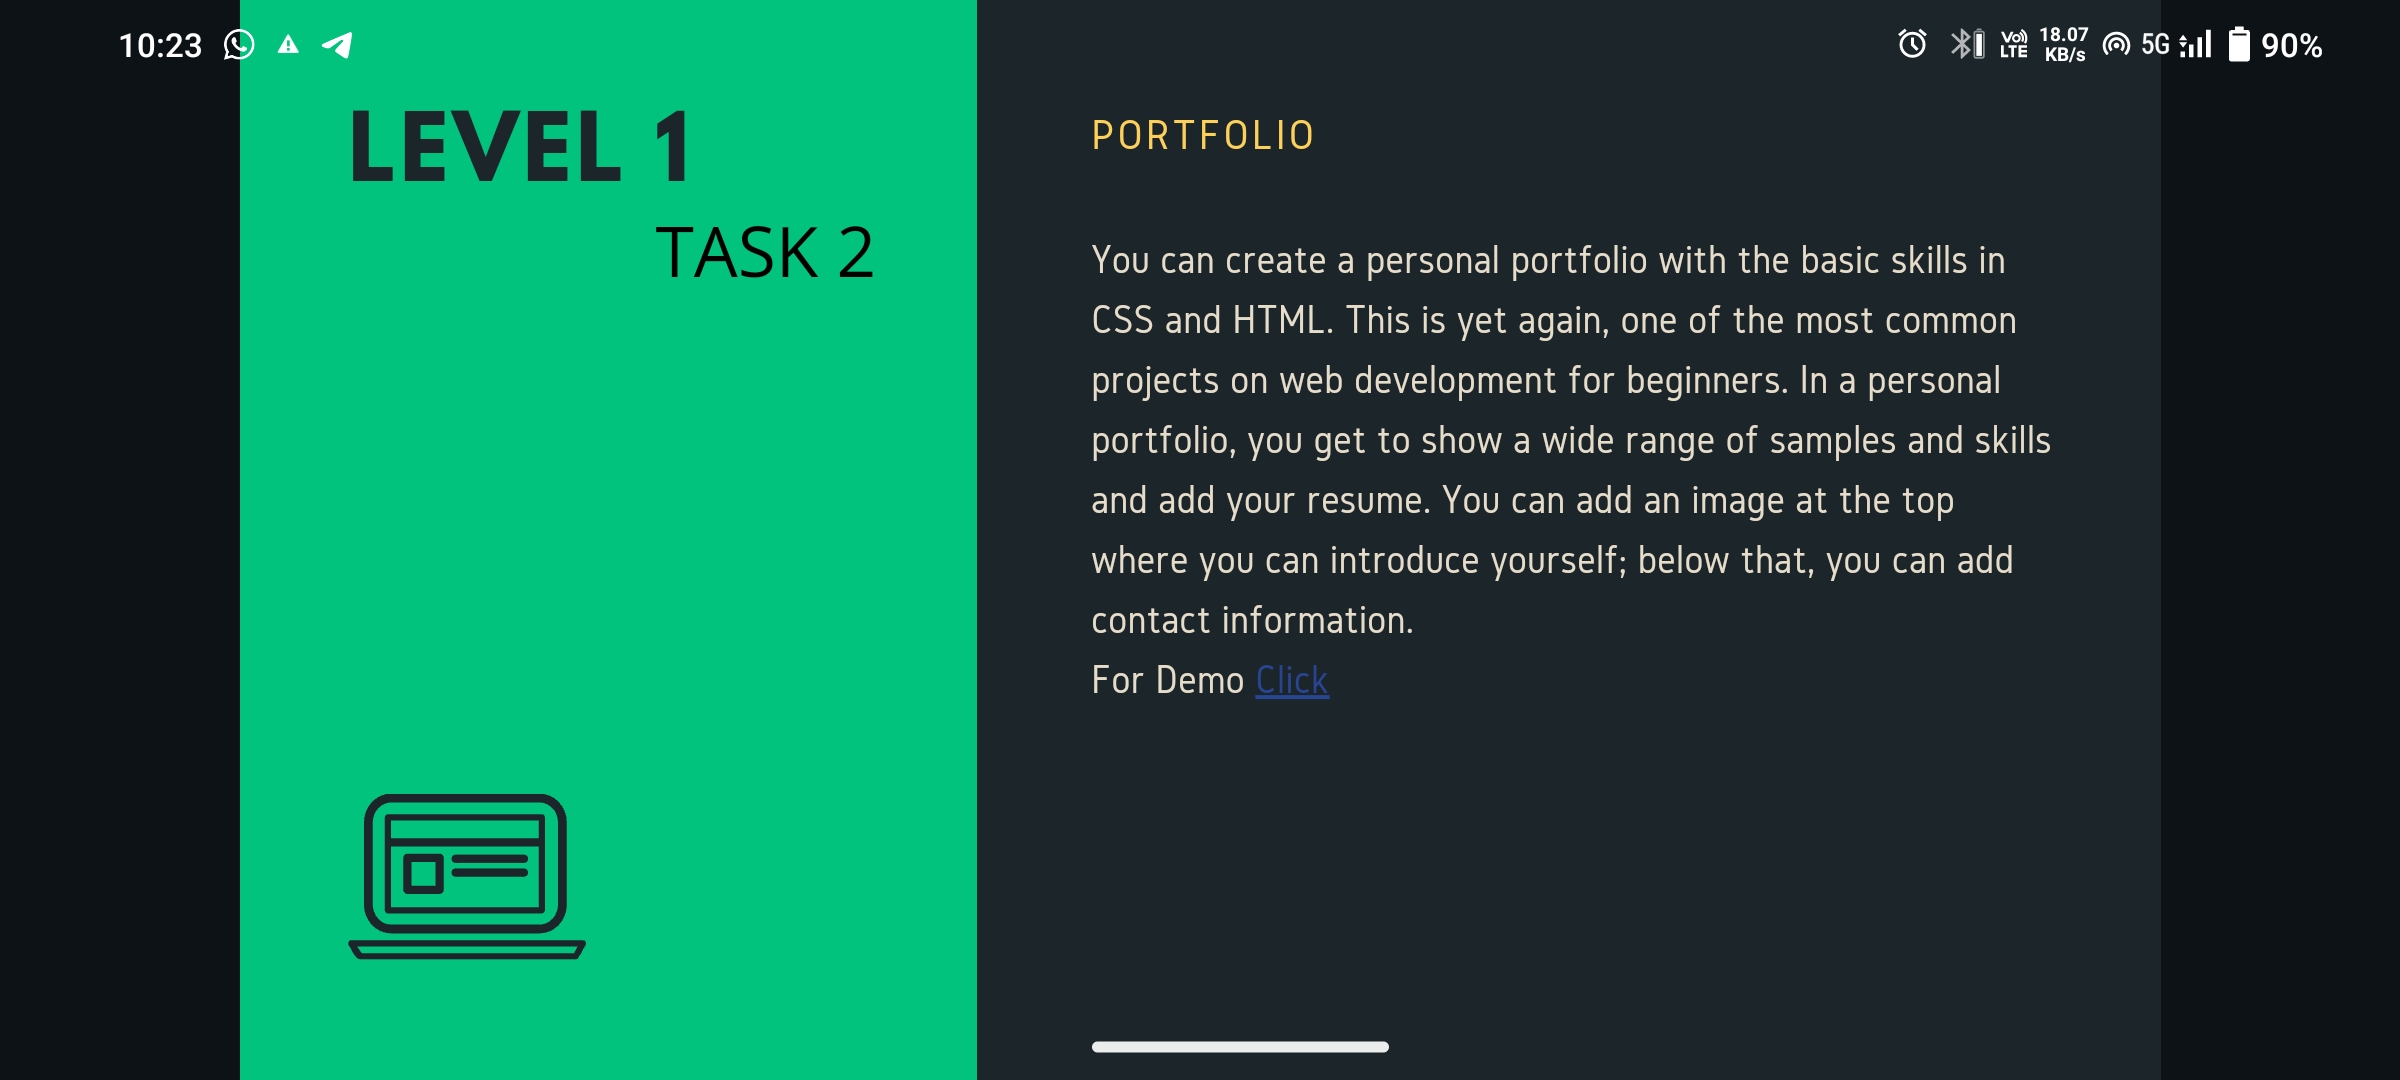 10:23
Vo)) LTE 18.07 KB/s 5G 90%
LEVEL 1
TASK 2
PORTFOLIO
You can create a personal portfolio with the basic skills in
CSS and HTML. This is yet again, one of the most common
projects on web development for beginners. In a personal
portfolio, you get to show a wide range of samples and skills
and add your resume. You can add an image at the top
where you can introduce yourself; below that, you can add
contact information.
For Demo Click